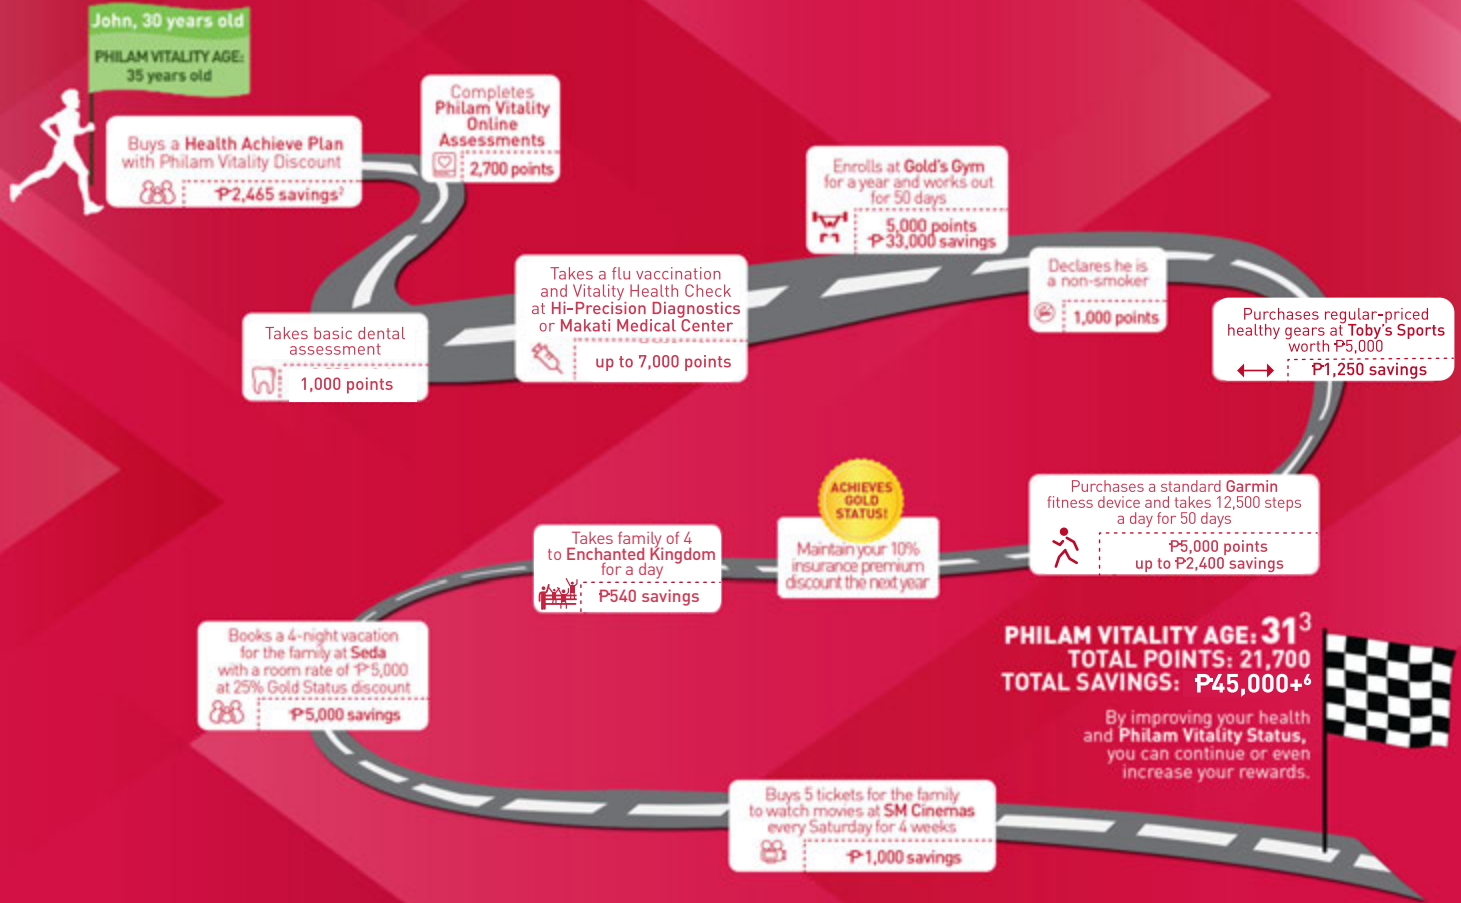 John, 30 years old
PHILAM VITALITY AGE:
35 years old
Buys a Health Achieve Plan
with Philam Vitality Discount
₱2,465 savings²
Completes
Philam Vitality
Online
Assessments
2,700 points
Takes basic dental
assessment
1,000 points
Takes a flu vaccination
and Vitality Health Check
at Hi-Precision Diagnostics
or Makati Medical Center
up to 7,000 points
Enrolls at Gold's Gym
for a year and works out
for 50 days
5,000 points
₱33,000 savings
Declares he is
a non-smoker
1,000 points
Purchases regular-priced
healthy gears at Toby's Sports
worth ₱5,000
₱1,250 savings
Purchases a standard Garmin
fitness device and takes 12,500 steps
a day for 50 days
₱5,000 points
up to ₱2,400 savings
ACHIEVES
GOLD
STATUS!
Maintain your 10%
insurance premium
discount the next year
Takes family of 4
to Enchanted Kingdom
for a day
₱540 savings
Books a 4-night vacation
for the family at Seda
with a room rate of ₱5,000
at 25% Gold Status discount
₱5,000 savings
Buys 5 tickets for the family
to watch movies at SM Cinemas
every Saturday for 4 weeks
₱1,000 savings
PHILAM VITALITY AGE: 31³
TOTAL POINTS: 21,700
TOTAL SAVINGS: ₱45,000+⁶
By improving your health
and Philam Vitality Status,
you can continue or even
increase your rewards.